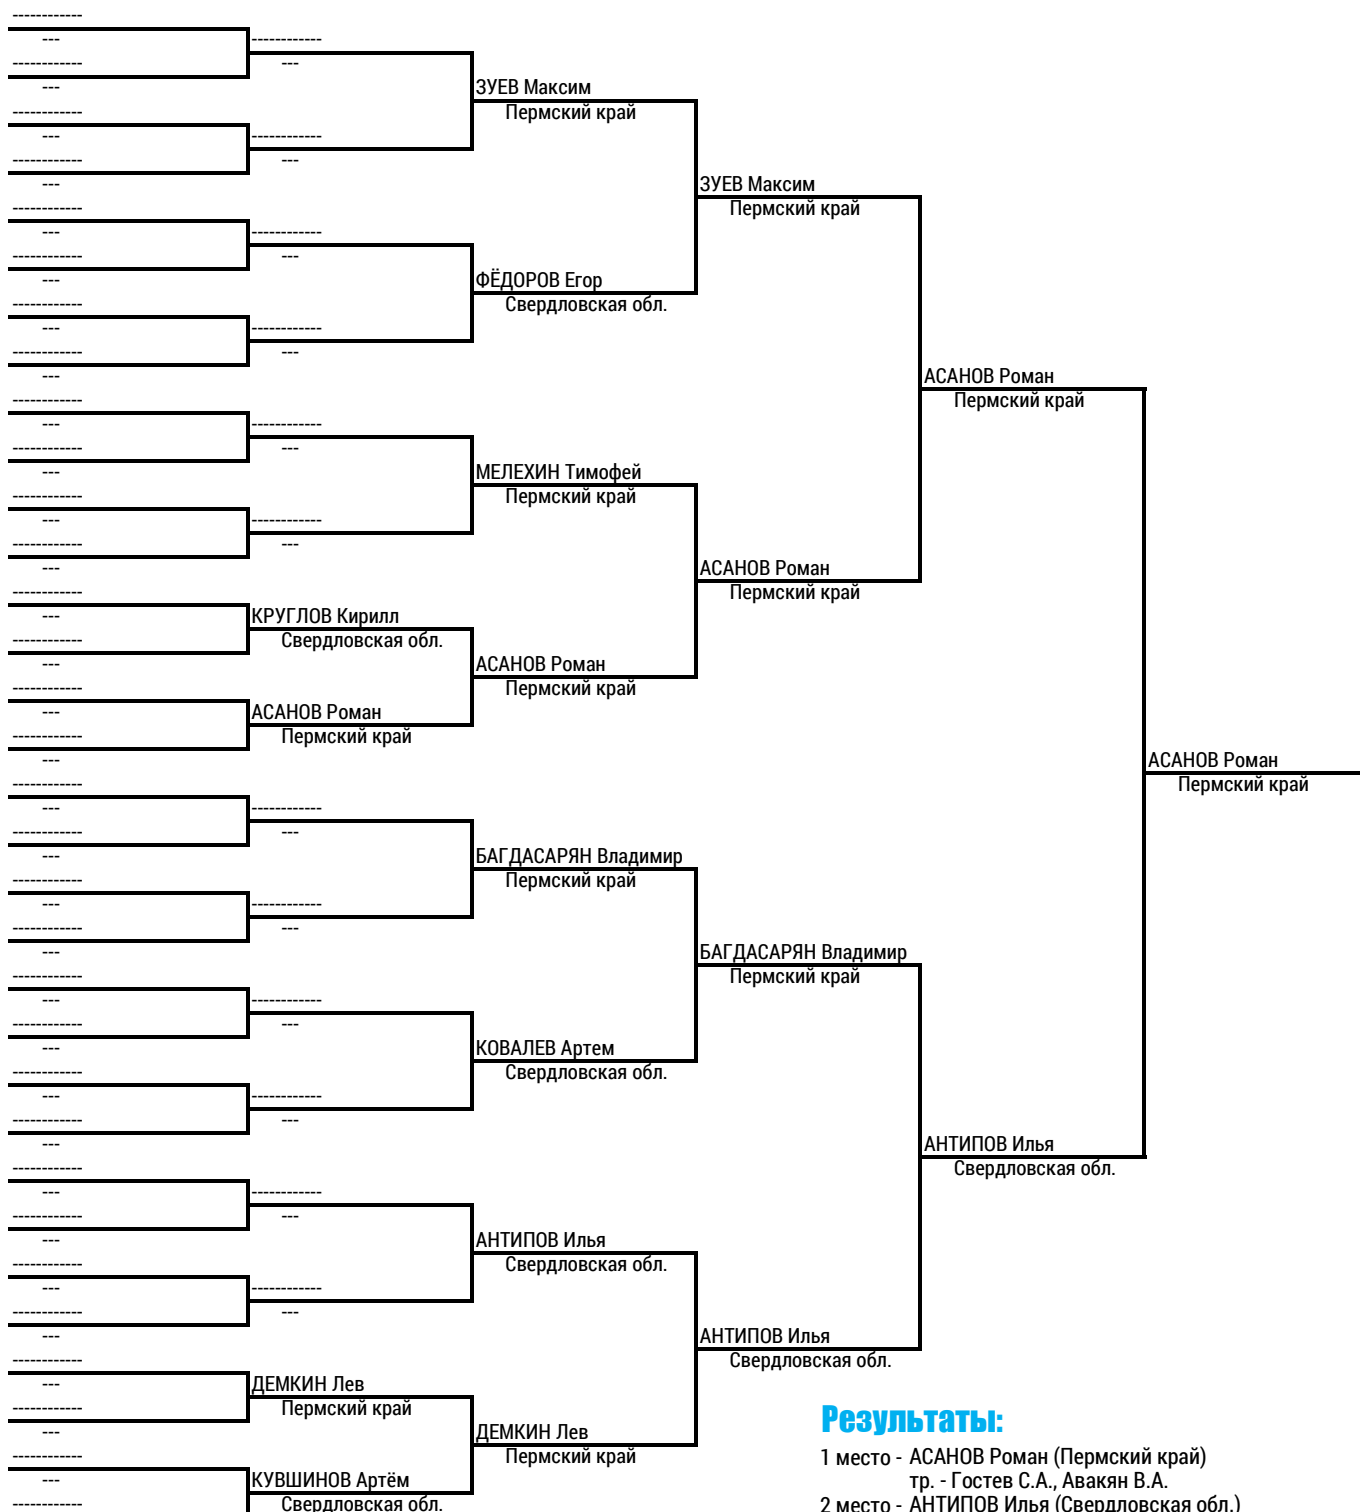 ------------
---
------------
---
------------
---
------------
---
------------
---
------------
---
------------
---
------------
---
------------
---
------------
---
------------
---
------------
---
------------
---
------------
---
------------
---
------------
---
------------
---
------------
---
------------
---
------------
---
------------
---
------------
---
------------
---
------------
---
------------
---
------------
---
------------
---
------------
---
------------
---
------------
---
------------
---
------------
------------
---
------------
---
------------
---
------------
---
------------
---
------------
---
КРУГЛОВ Кирилл
Свердловская обл.
АСАНОВ Роман
Пермский край
------------
---
------------
---
------------
---
------------
---
------------
---
------------
---
ДЕМКИН Лев
Пермский край
КУВШИНОВ Артём
Свердловская обл.
ЗУЕВ Максим
Пермский край
ФЁДОРОВ Егор
Свердловская обл.
МЕЛЕХИН Тимофей
Пермский край
АСАНОВ Роман
Пермский край
БАГДАСАРЯН Владимир
Пермский край
КОВАЛЕВ Артем
Свердловская обл.
АНТИПОВ Илья
Свердловская обл.
ДЕМКИН Лев
Пермский край
ЗУЕВ Максим
Пермский край
АСАНОВ Роман
Пермский край
БАГДАСАРЯН Владимир
Пермский край
АНТИПОВ Илья
Свердловская обл.
АСАНОВ Роман
Пермский край
АНТИПОВ Илья
Свердловская обл.
АСАНОВ Роман
Пермский край
Результаты:
1 место - АСАНОВ Роман (Пермский край)
тр. - Гостев С.А., Авакян В.А.
2 место - АНТИПОВ Илья (Свердловская обл.)